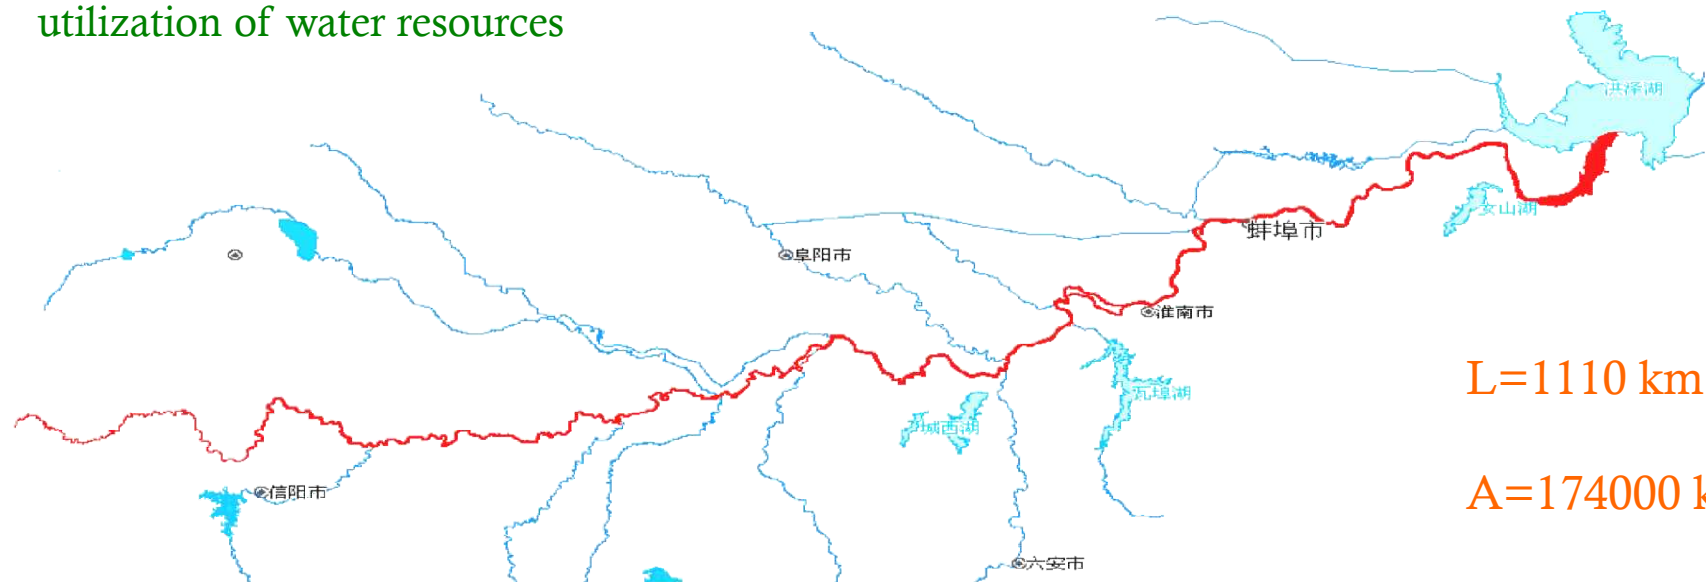 utilization of water resources
洪泽湖
女山湖
蚌埠市
阜阳市
淮南市
L=1110 km
瓦埠湖
城西湖
A=174000 k
信阳市
六安市